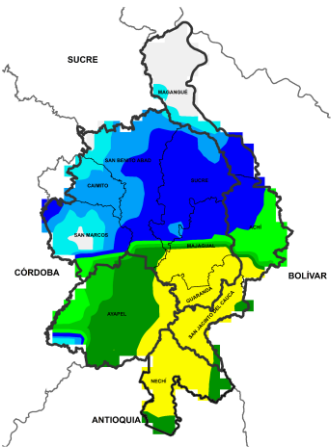 SUCRE
MAGANGUÉ
SAN BENITO ABAD
CAIMITO
SUCRE
SAN MARCOS
MAJAGUAL
CÓRDOBA
BOLÍVAR
GUARANDA
SAN JACINTO DEL CAUCA
AYAPEL
NECHÍ
ANTIOQUIA